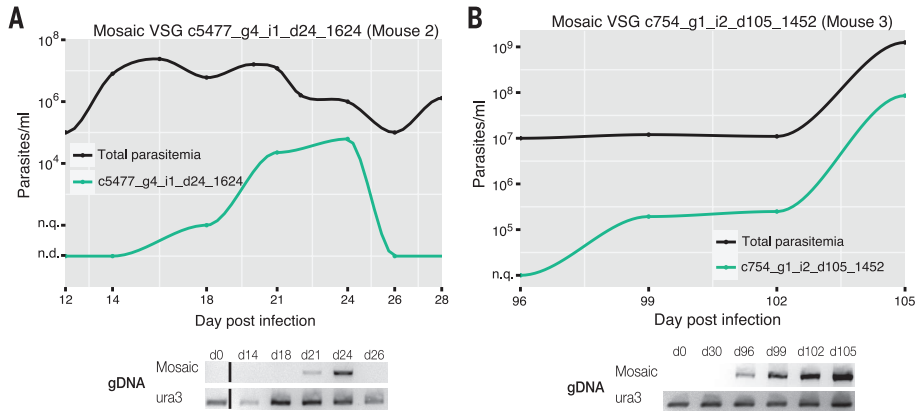 A
Mosaic VSG c5477_g4_i1_d24_1624 (Mouse 2)
Parasites/ml
10^8
10^6
10^4
n.q.
n.d.
Total parasitemia
c5477_g4_i1_d24_1624
12 14 18 21 24 26 28
Day post infection
gDNA
d0 d14 d18 d21 d24 d26
Mosaic
ura3
B
Mosaic VSG c754_g1_i2_d105_1452 (Mouse 3)
Parasites/ml
10^9
10^8
10^7
10^6
10^5
n.q.
Total parasitemia
c754_g1_i2_d105_1452
96 99 102 105
Day post infection
gDNA
d0 d30 d96 d99 d102 d105
Mosaic
ura3